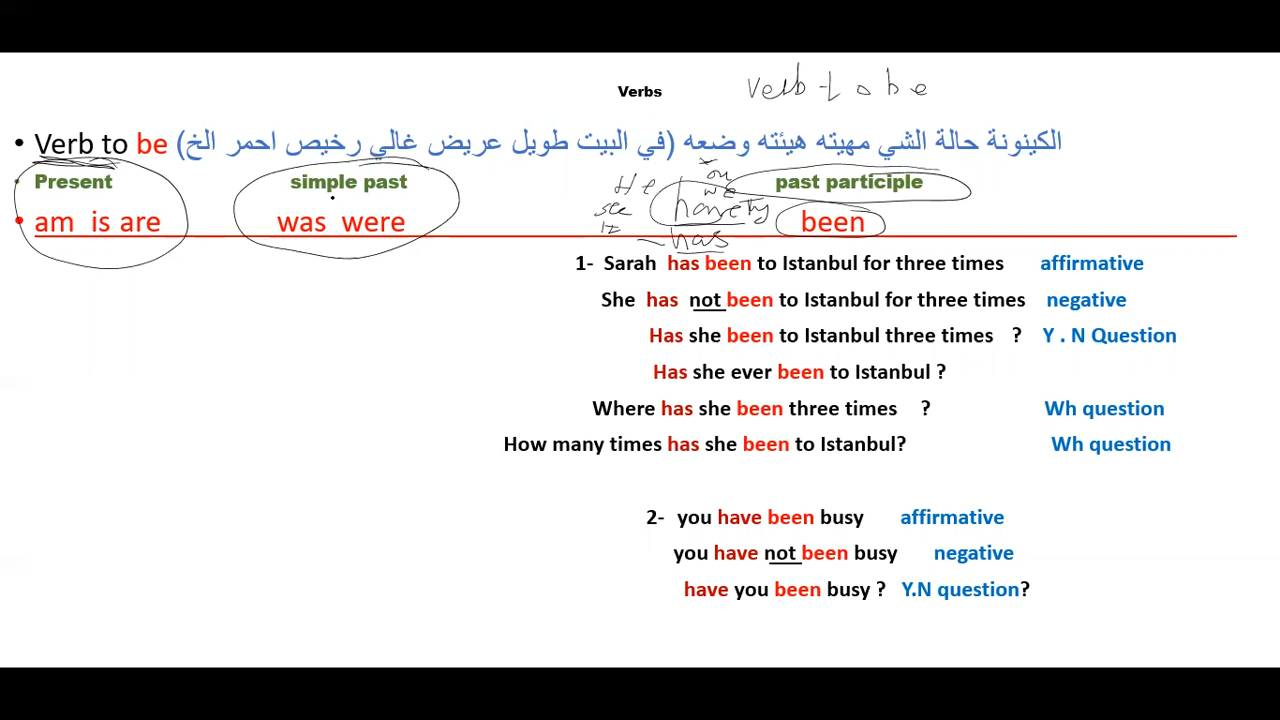 Verbs
verb to be
• Verb to be (الكينونة حالة الشي مهيته هيئته وضعه (في البيت طويل عريض غالي رخيص احمر الخ
• Present simple past past participle
• am is are was were been
He
we
have
It
has
1- Sarah has been to Istanbul for three times affirmative
She has not been to Istanbul for three times negative
Has she been to Istanbul three times ? Y . N Question
Has she ever been to Istanbul ?
Where has she been three times ? Wh question
How many times has she been to Istanbul? Wh question
2- you have been busy affirmative
you have not been busy negative
have you been busy ? Y.N question?